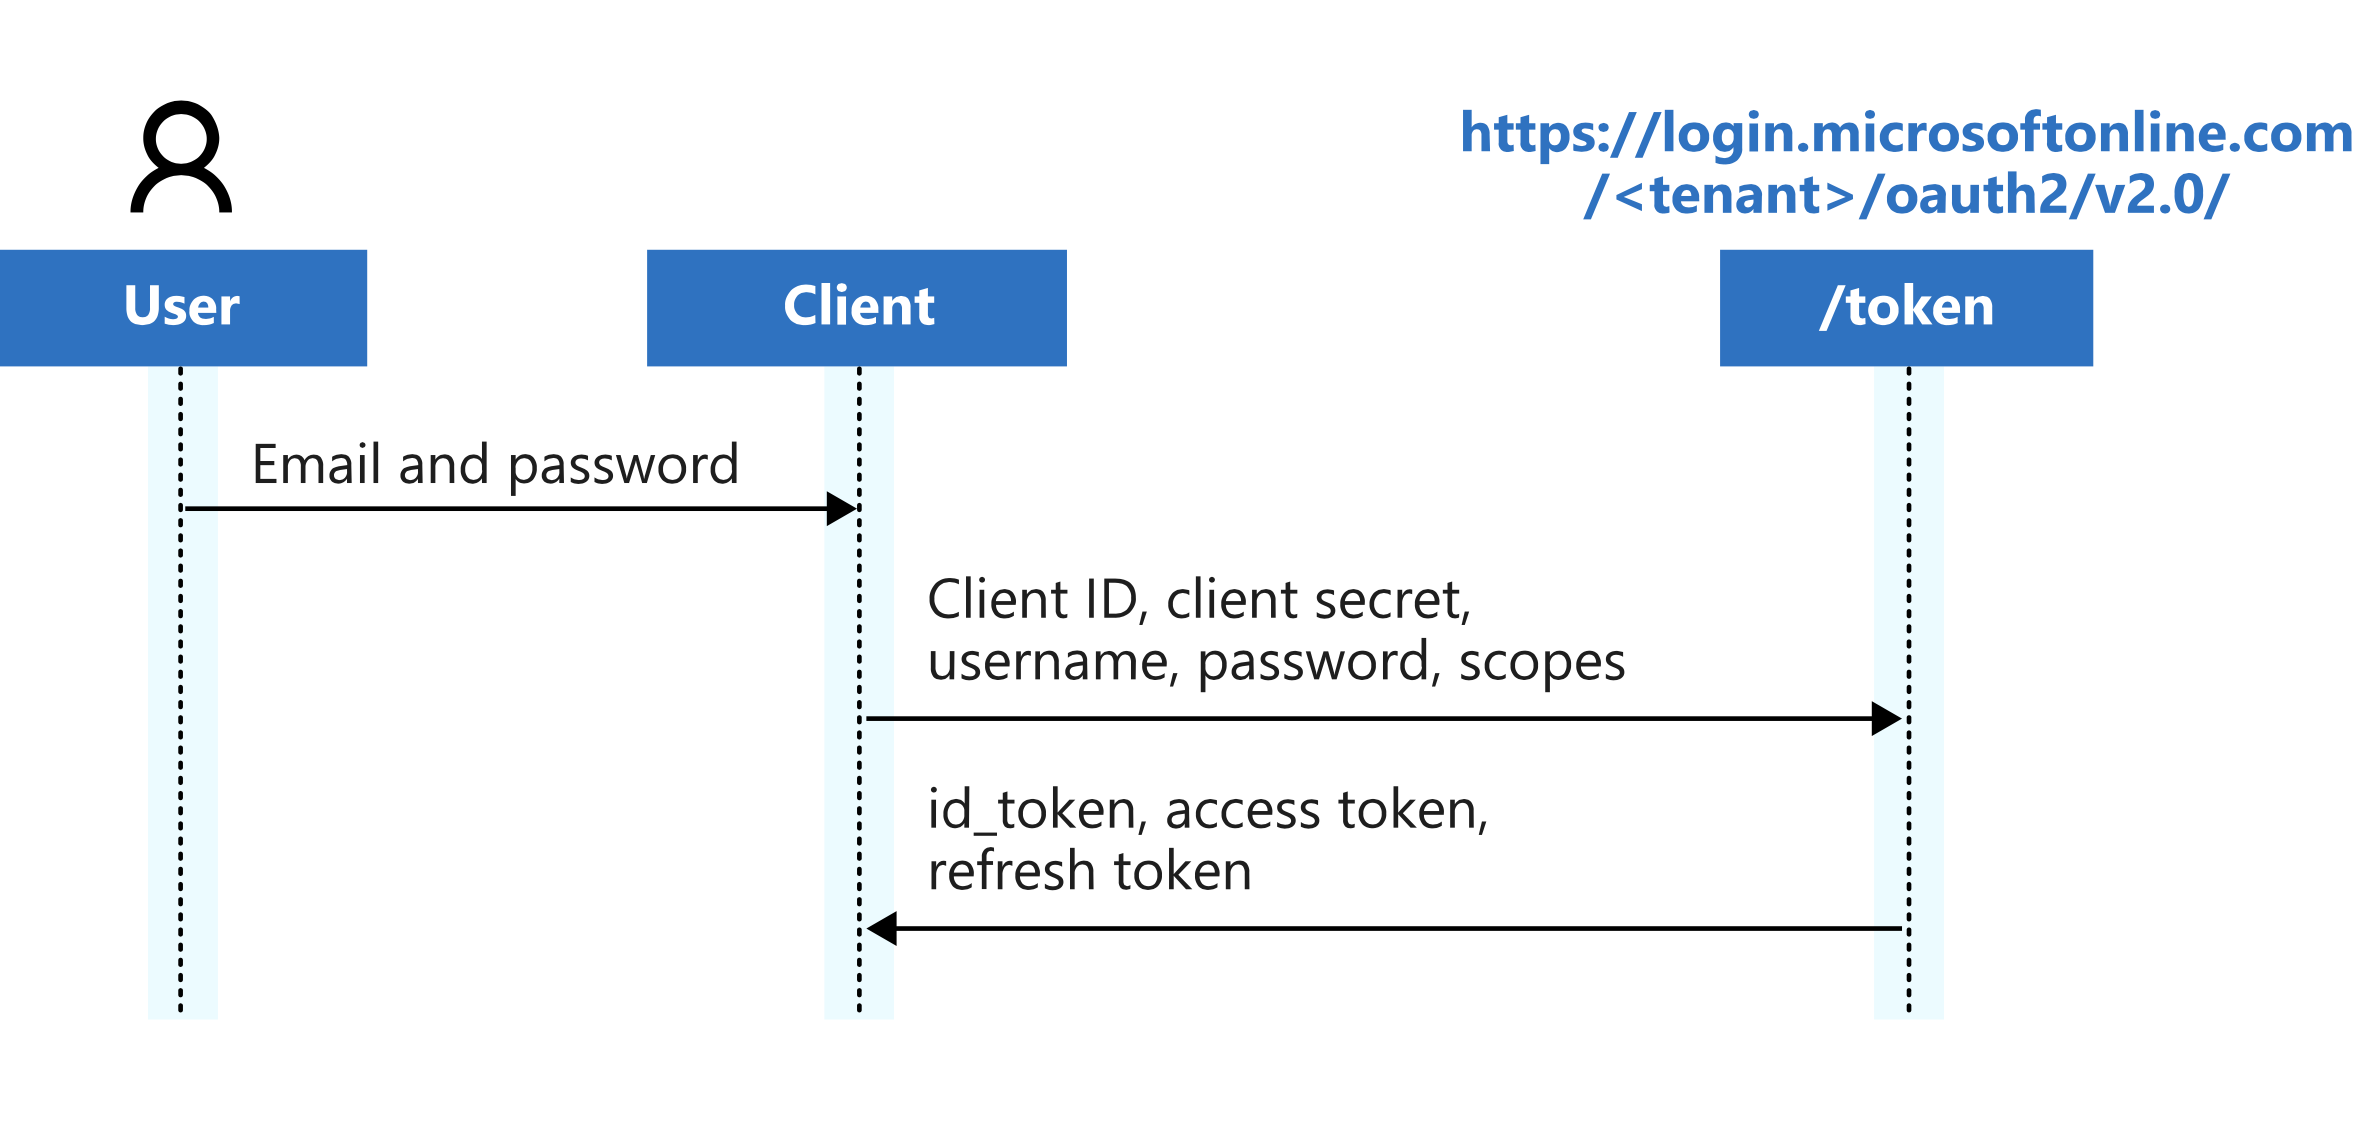 https://login.microsoftonline.com
/<tenant>/oauth2/v2.0/
User
Client
/token
Email and password
Client ID, client secret,
username, password, scopes
id_token, access token,
refresh token